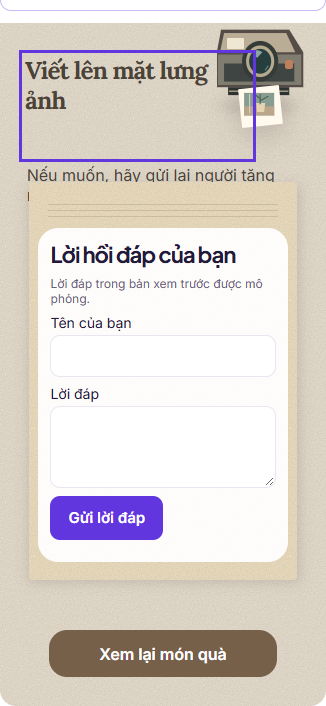 Viết lên mặt lưng
ảnh
Nếu muốn, hãy gửi lại người tặng
Lời hồi đáp của bạn
Lời đáp trong bản xem trước được mô
phỏng.
Tên của bạn
Lời đáp
Gửi lời đáp
Xem lại món quà